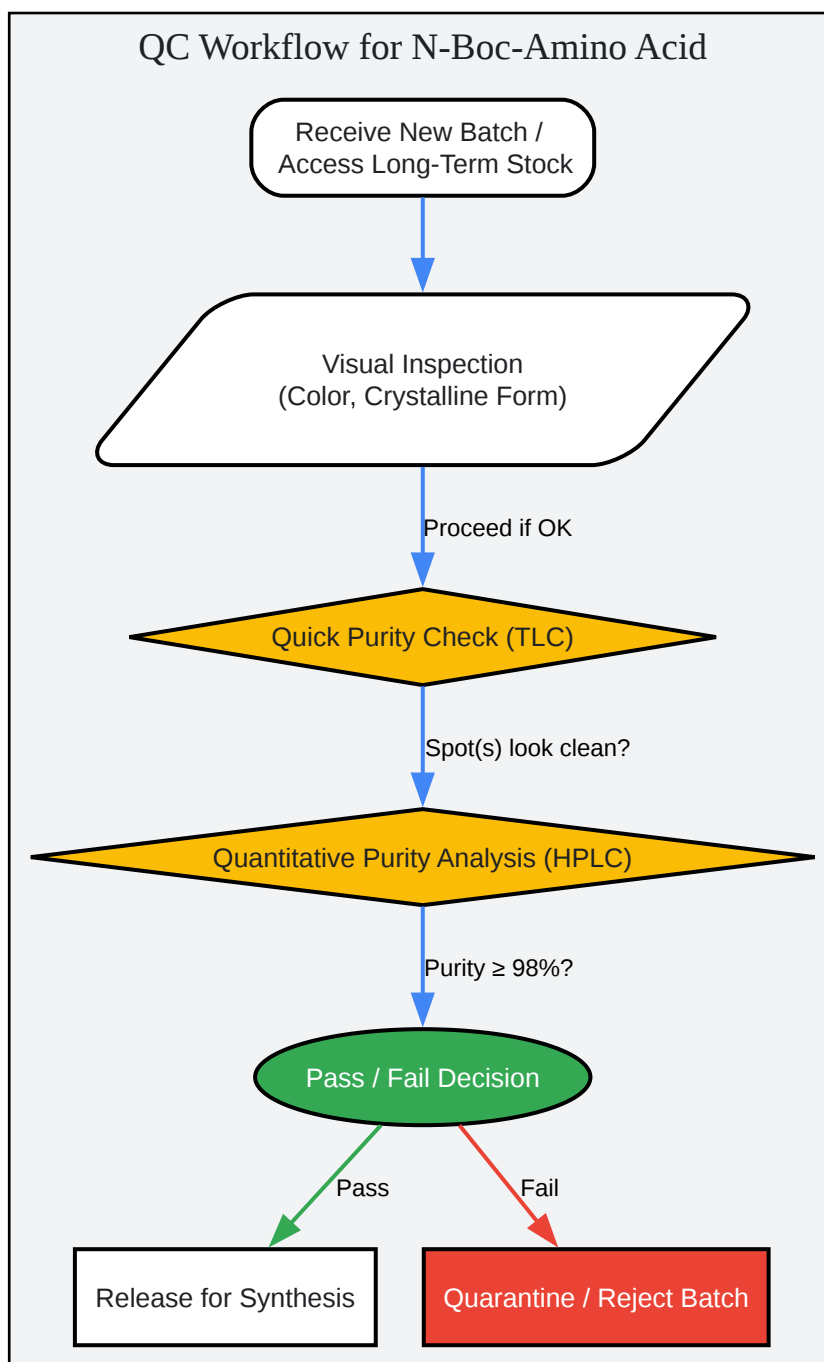 QC Workflow for N-Boc-Amino Acid
Receive New Batch /
Access Long-Term Stock
Visual Inspection
(Color, Crystalline Form)
Proceed if OK
Quick Purity Check (TLC)
Spot(s) look clean?
Quantitative Purity Analysis (HPLC)
Purity ≥ 98%?
Pass / Fail Decision
Pass
Fail
Release for Synthesis
Quarantine / Reject Batch